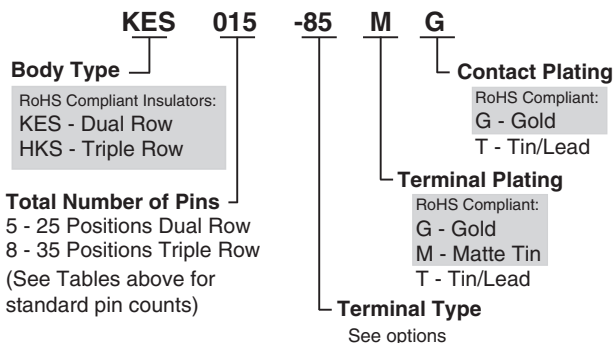 KES 015 -85 M G
Body Type
RoHS Compliant Insulators:
KES - Dual Row
HKS - Triple Row
Total Number of Pins
5 - 25 Positions Dual Row
8 - 35 Positions Triple Row
(See Tables above for
standard pin counts)
Contact Plating
RoHS Compliant:
G - Gold
T - Tin/Lead
Terminal Plating
RoHS Compliant:
G - Gold
M - Matte Tin
T - Tin/Lead
Terminal Type
See options